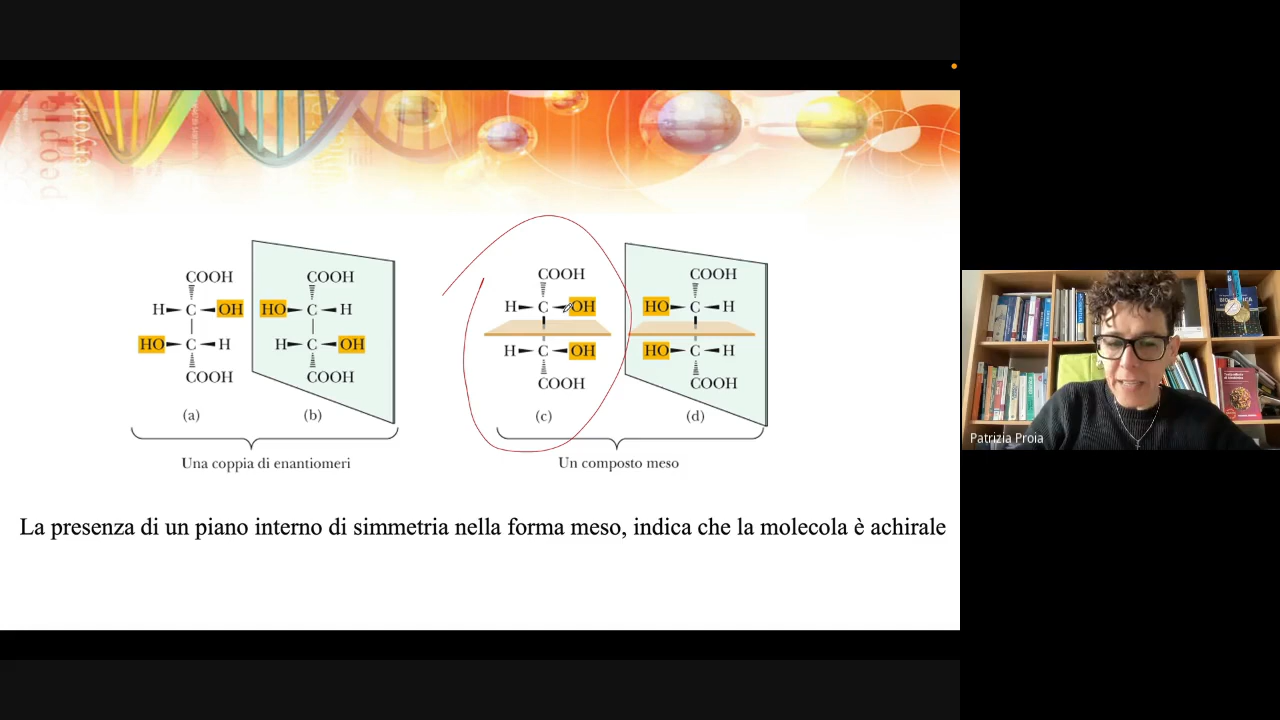 people
eryone
COOH
H C OH
HO C H
COOH
(a)
COOH
HO C H
H C OH
COOH
(b)
Una coppia di enantiomeri
COOH
H C OH
H C OH
COOH
(c)
COOH
HO C H
HO C H
COOH
(d)
Un composto meso
La presenza di un piano interno di simmetria nella forma meso, indica che la molecola è achirale
Patrizia Proia